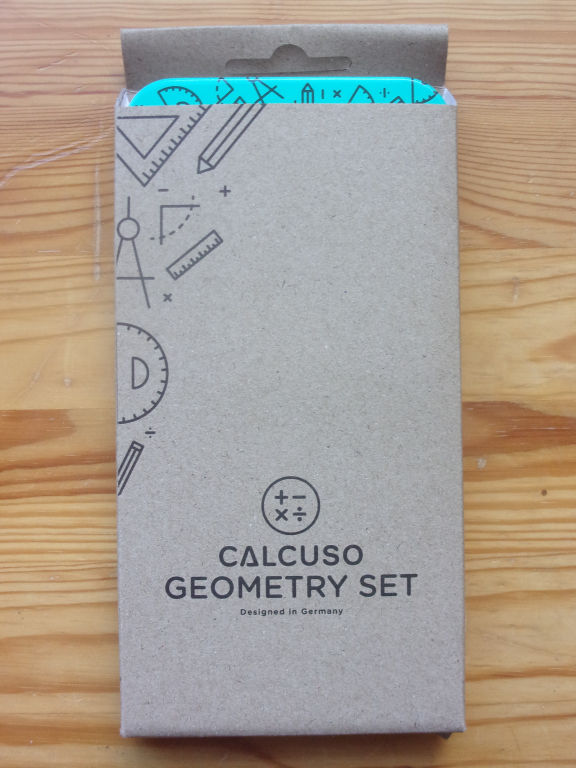 + −
× ÷
CALCUSO
GEOMETRY SET
Designed in Germany